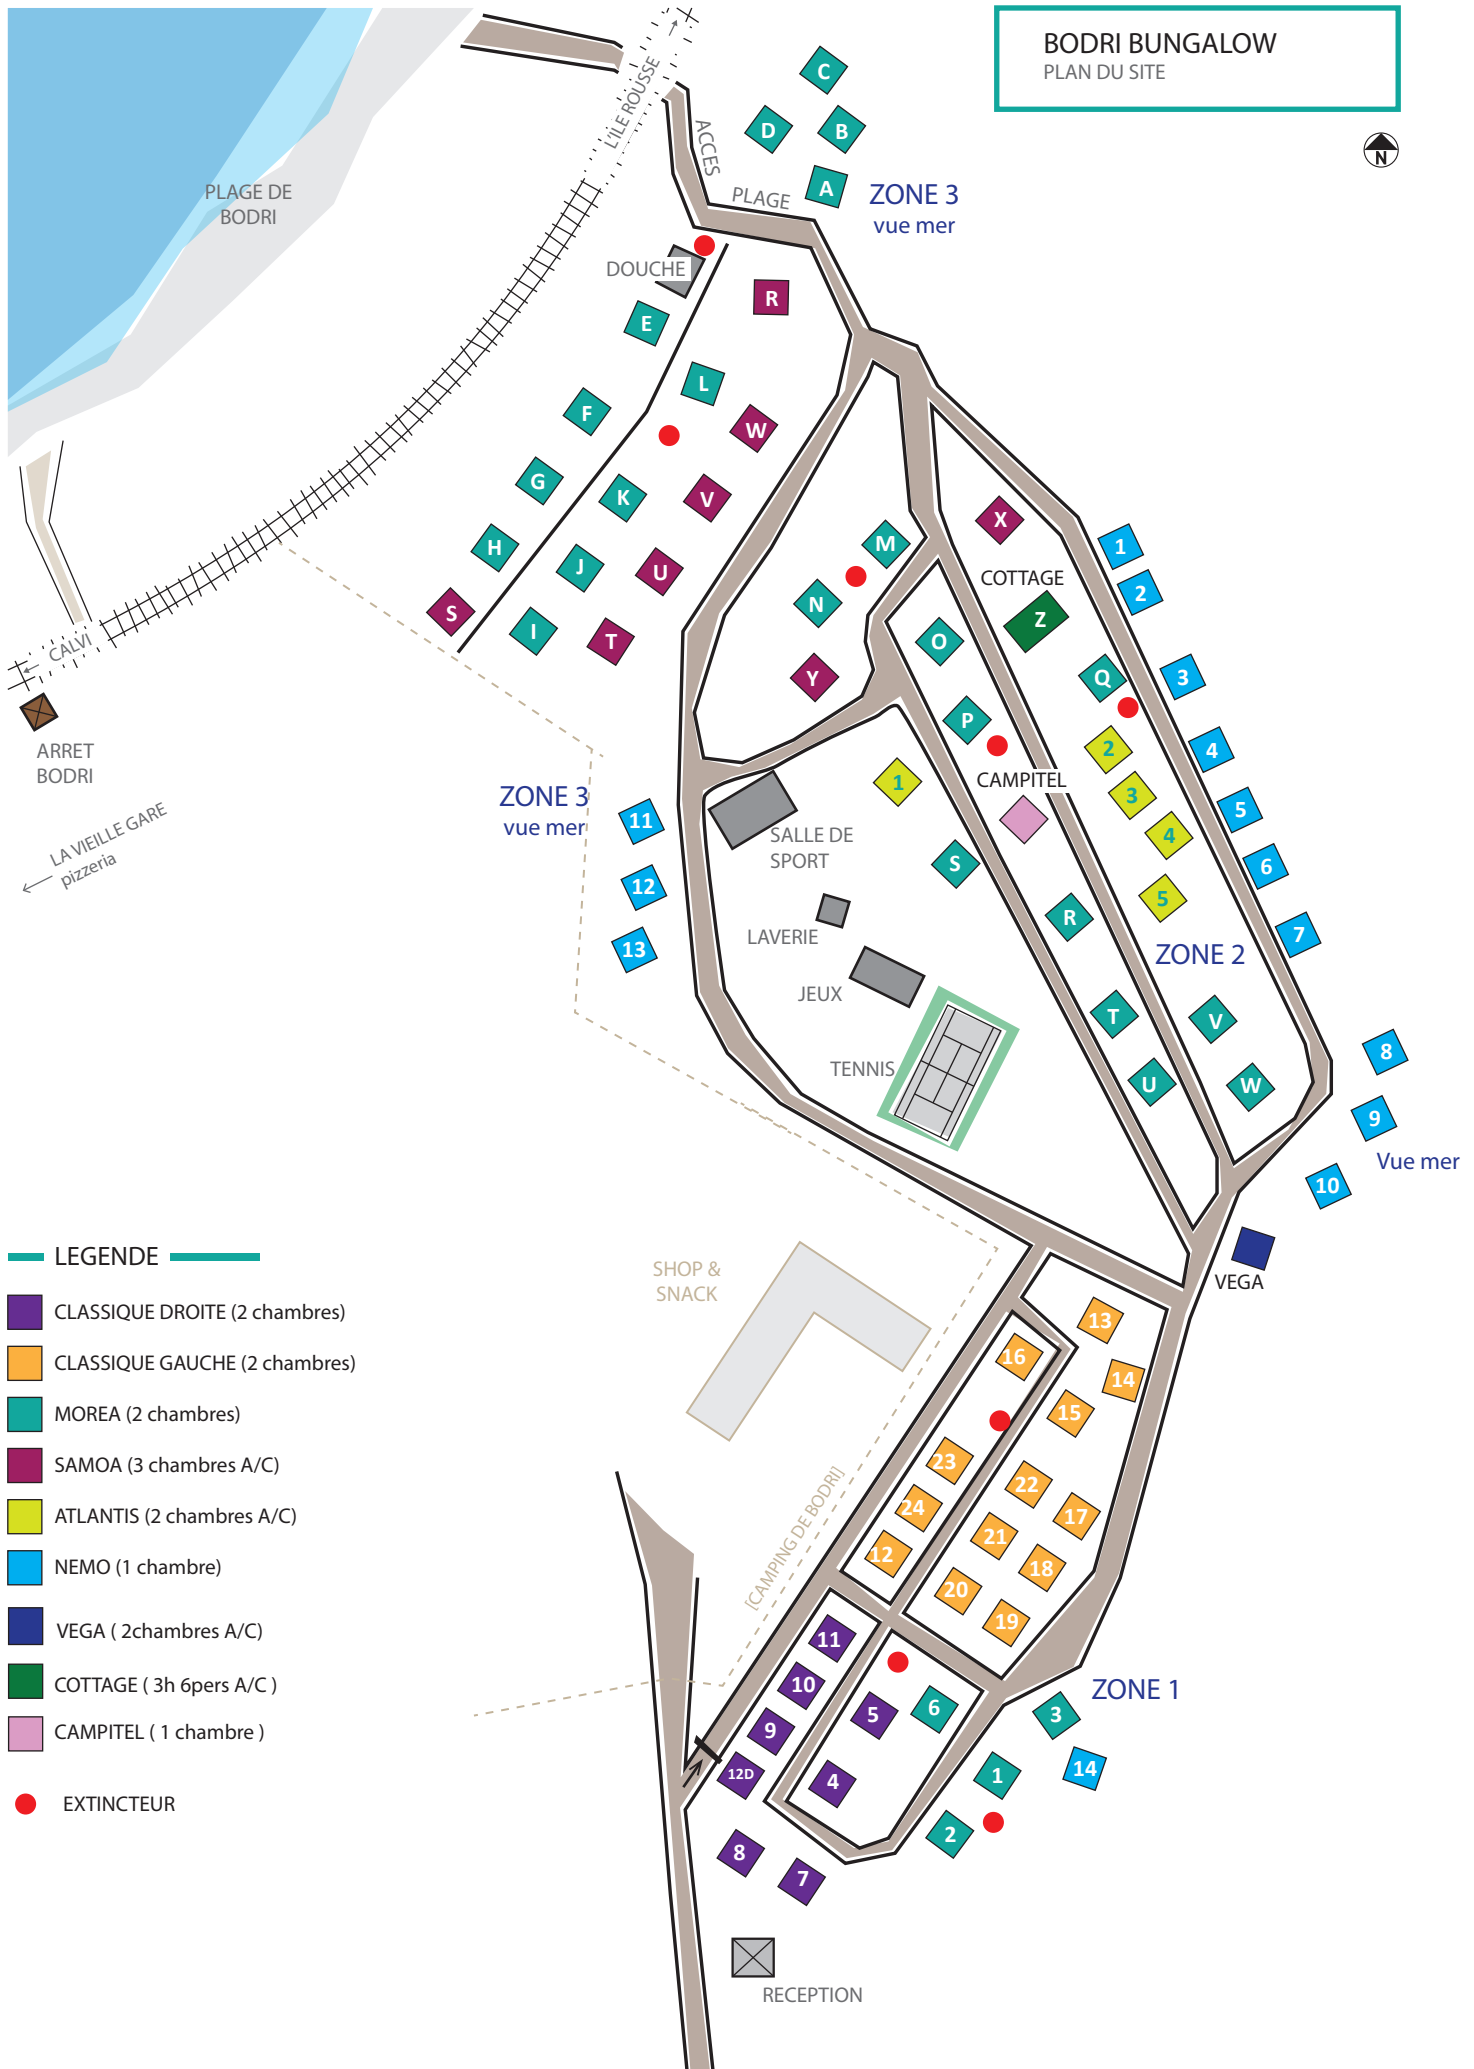 BODRI BUNGALOW
PLAN DU SITE
N
L'ILE ROUSSE
ACCES
PLAGE
C
D
B
A
ZONE 3
vue mer
PLAGE DE
BODRI
DOUCHE
R
E
L
F
W
G
K
V
H
J
U
S
I
T
M
N
Y
X
COTTAGE
Z
O
Q
P
CAMPITEL
1
2
3
4
5
6
7
8
9
10
Vue mer
2
3
4
5
1
S
R
ZONE 2
T
V
U
W
CALVI
ARRET
BODRI
LA VIEILLE GARE
pizzeria
ZONE 3
vue mer
11
12
13
SALLE DE
SPORT
LAVERIE
JEUX
TENNIS
VEGA
SHOP &
SNACK
[CAMPING DE BODRI]
13
16
14
15
23
22
24
17
21
12
18
20
19
11
10
5
6
9
12D
4
8
7
ZONE 1
3
14
1
2
RECEPTION
LEGENDE
CLASSIQUE DROITE (2 chambres)
CLASSIQUE GAUCHE (2 chambres)
MOREA (2 chambres)
SAMOA (3 chambres A/C)
ATLANTIS (2 chambres A/C)
NEMO (1 chambre)
VEGA ( 2chambres A/C)
COTTAGE ( 3h 6pers A/C )
CAMPITEL ( 1 chambre )
EXTINCTEUR